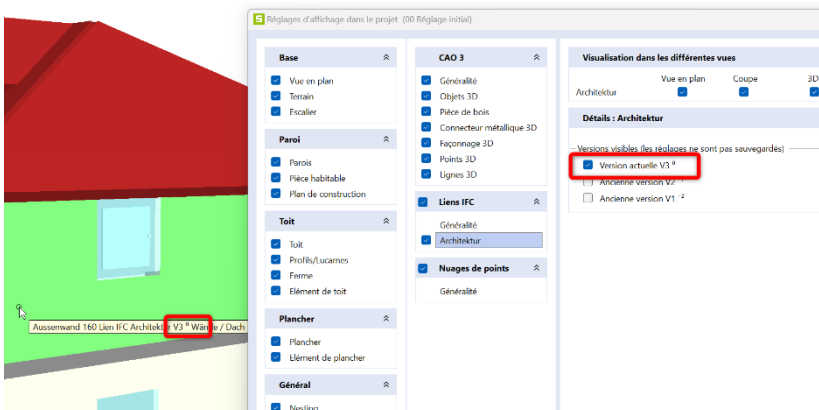 S Réglages d'affichage dans le projet (00 Réglage initial)
Base
Vue en plan
Terrain
Escalier
Paroi
Parois
Pièce habitable
Plan de construction
Toit
Toit
Profils/Lucarnes
Ferme
Elément de toit
Plancher
Plancher
Elément de plancher
Général
Nesting
CAO 3
Généralité
Objets 3D
Pièce de bois
Connecteur métallique 3D
Façonnage 3D
Points 3D
Lignes 3D
Liens IFC
Généralité
Architektur
Nuages de points
Généralité
Visualisation dans les différentes vues
Vue en plan Coupe 3D
Architektur
Détails : Architektur
Versions visibles (les réglages ne sont pas sauvegardés)
Version actuelle V3 ⁰
Ancienne version V2 ⁻¹
Ancienne version V1 ⁻²
Aussenwand 160 Lien IFC Architektur V3 ⁰ Wände / Dach